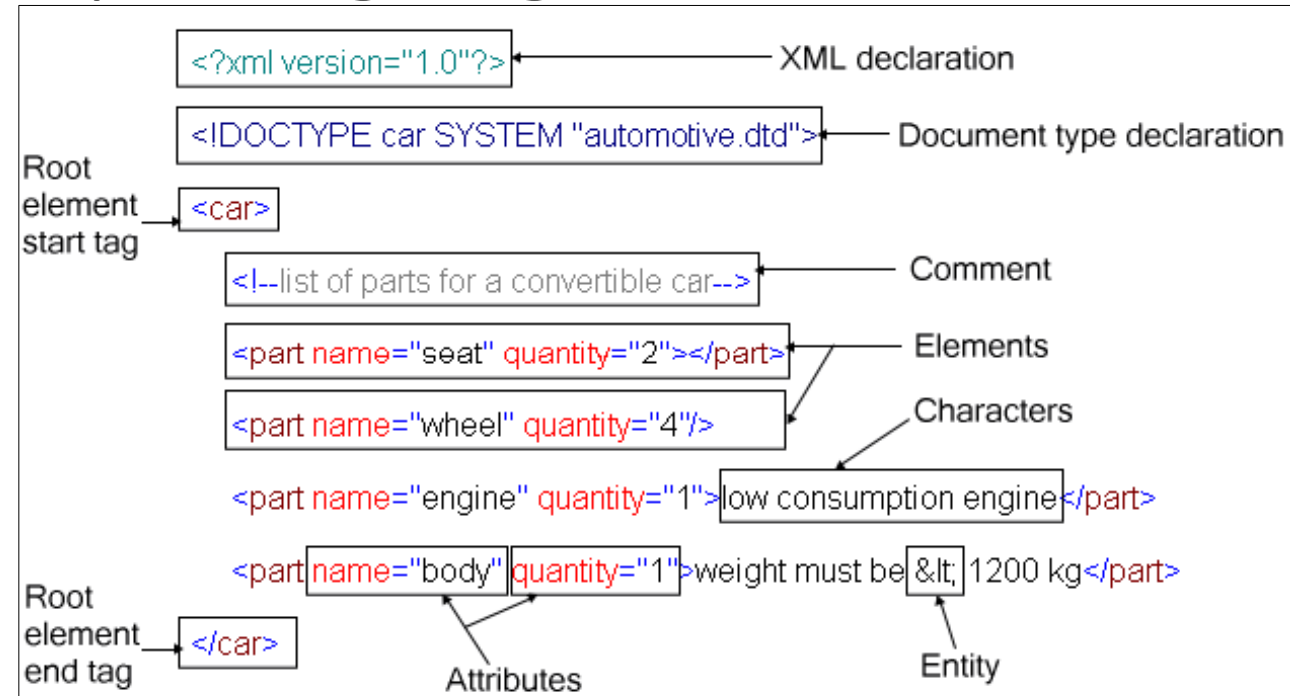 <?xml version="1.0"?> XML declaration
<!DOCTYPE car SYSTEM "automotive.dtd"> Document type declaration
Root
element
start tag
<car>
<!--list of parts for a convertible car--> Comment
<part name="seat" quantity="2"></part> Elements
<part name="wheel" quantity="4"/>
Characters
<part name="engine" quantity="1">low consumption engine</part>
<part name="body" quantity="1">weight must be &lt; 1200 kg</part>
Root
element
end tag
</car>
Attributes
Entity